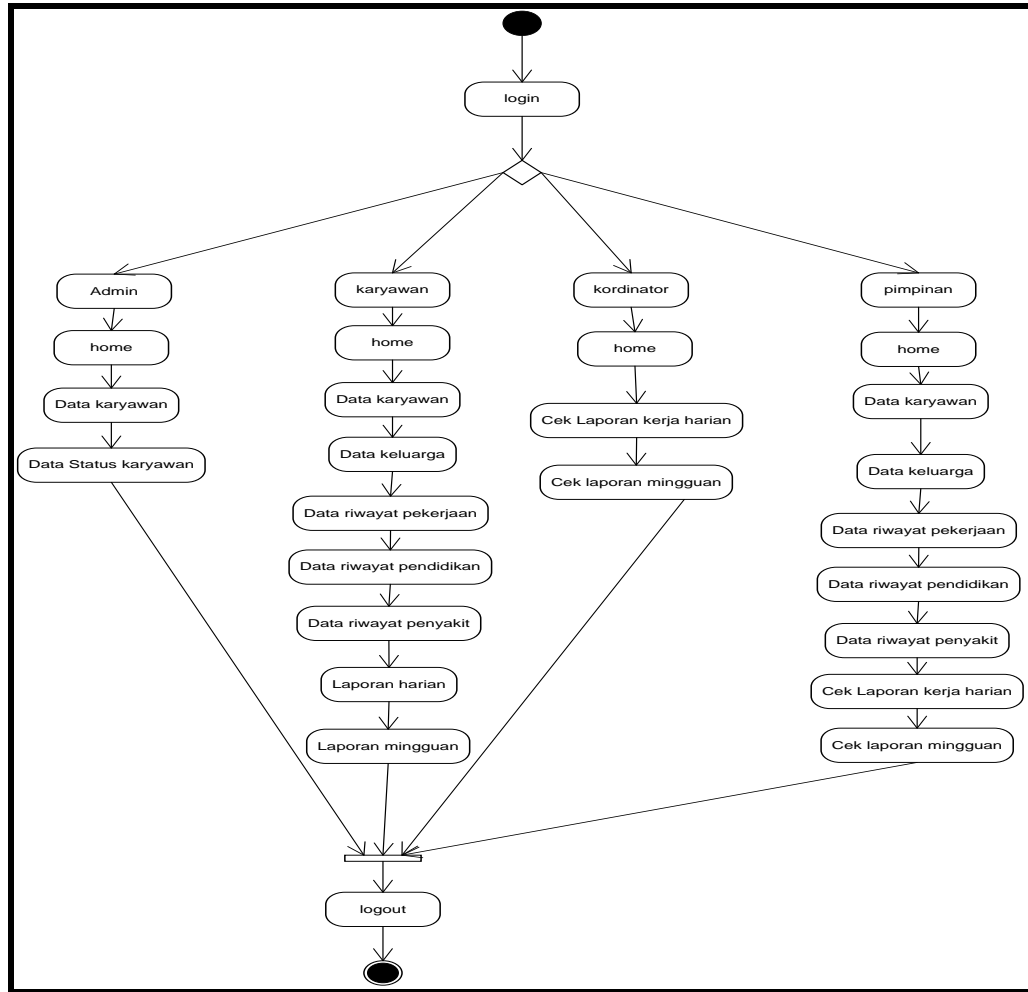 login
Admin
home
Data karyawan
Data Status karyawan
karyawan
home
Data karyawan
Data keluarga
Data riwayat pekerjaan
Data riwayat pendidikan
Data riwayat penyakit
Laporan harian
Laporan mingguan
kordinator
home
Cek Laporan kerja harian
Cek laporan mingguan
pimpinan
home
Data karyawan
Data keluarga
Data riwayat pekerjaan
Data riwayat pendidikan
Data riwayat penyakit
Cek Laporan kerja harian
Cek laporan mingguan
logout